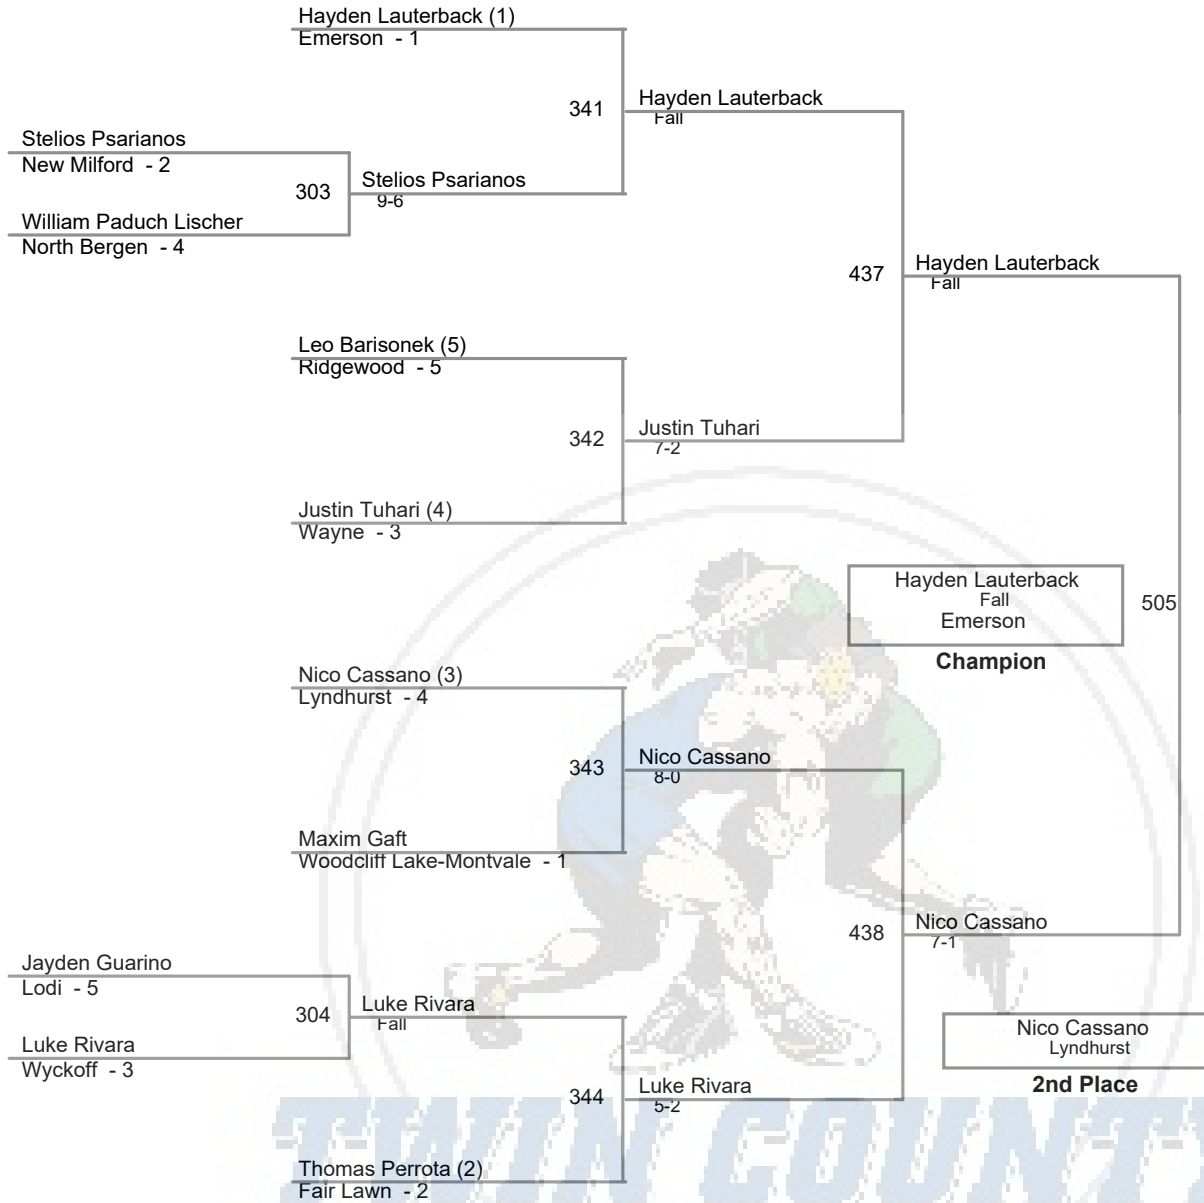 Hayden Lauterback (1)
Emerson - 1
341
Hayden Lauterback
Fall
Stelios Psarianos
New Milford - 2
303
Stelios Psarianos
9-6
William Paduch Lischer
North Bergen - 4
437
Hayden Lauterback
Fall
Leo Barisonek (5)
Ridgewood - 5
342
Justin Tuhari
7-2
Justin Tuhari (4)
Wayne - 3
Hayden Lauterback
Fall
Emerson
505
Champion
Nico Cassano (3)
Lyndhurst - 4
343
Nico Cassano
8-0
Maxim Gaft
Woodcliff Lake-Montvale - 1
438
Nico Cassano
7-1
Jayden Guarino
Lodi - 5
304
Luke Rivara
Fall
Luke Rivara
Wyckoff - 3
Nico Cassano
Lyndhurst
2nd Place
344
Luke Rivara
5-2
Thomas Perrota (2)
Fair Lawn - 2
TWIN COUNTY